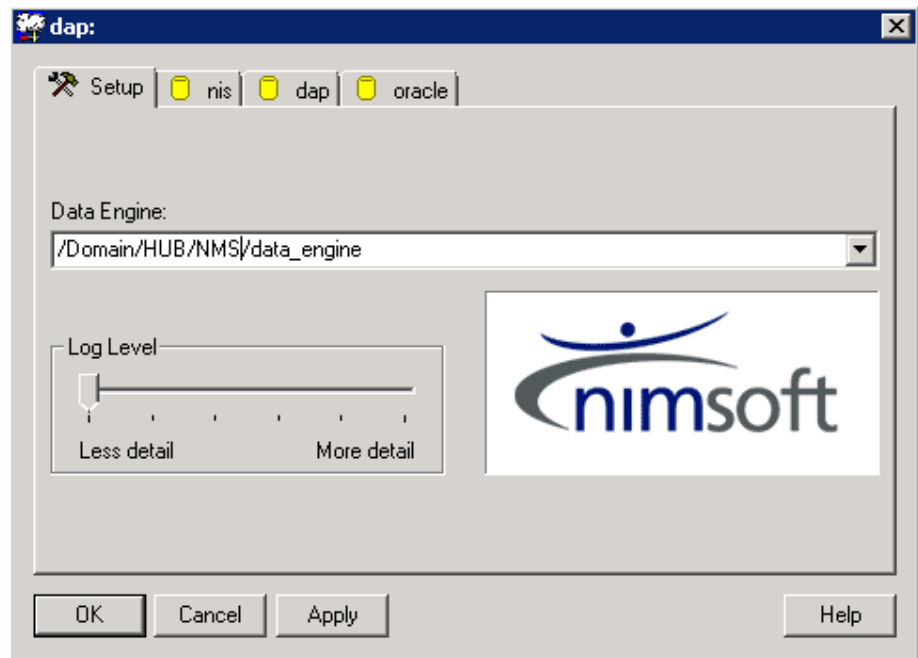 dap:
Setup nis dap oracle
Data Engine:
/Domain/HUB/NMS/data_engine
Log Level
Less detail More detail
nimsoft
OK Cancel Apply Help